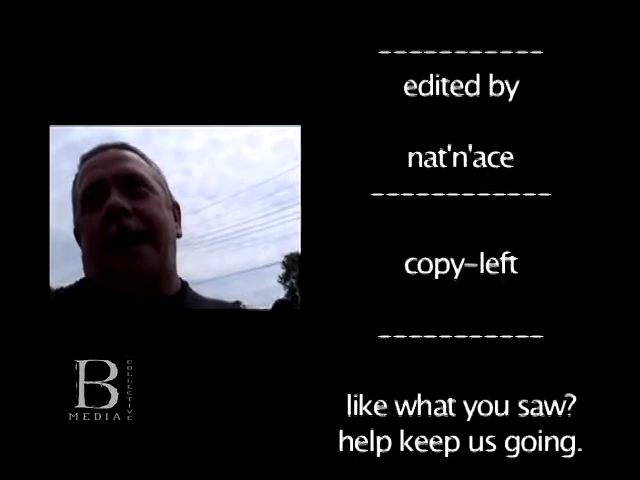 -----------
edited by
nat'n'ace
------------
copy-left
-----------
like what you saw?
help keep us going.
B
MEDIA
COLLECTIVE